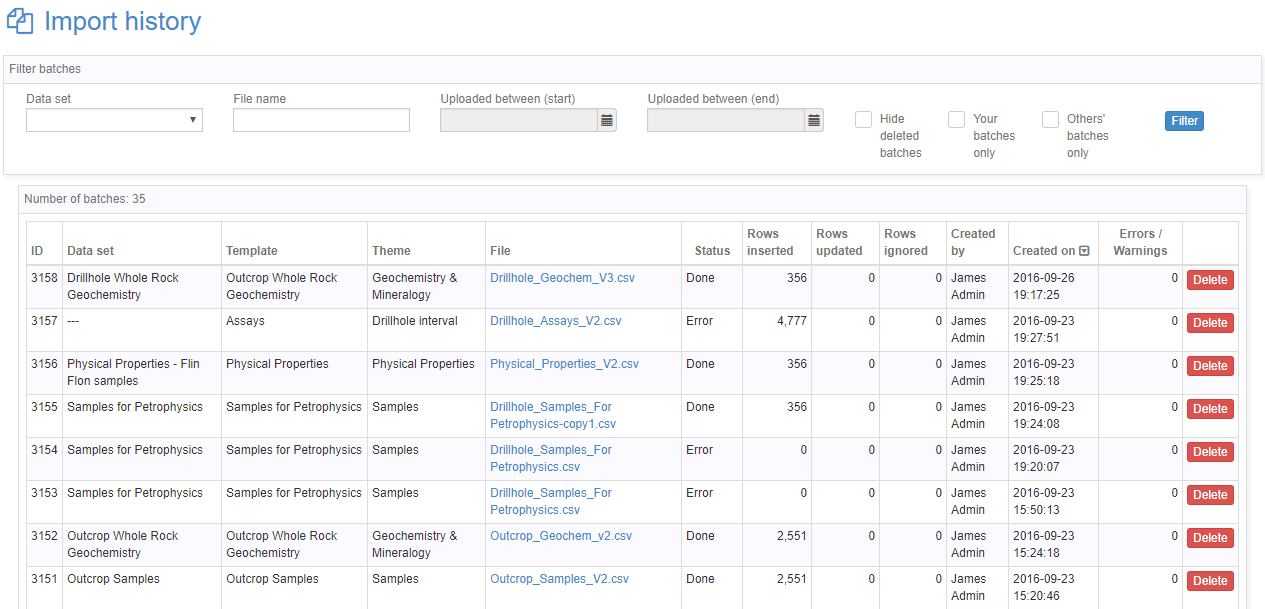 Import history
Filter batches
Data set
File name
Uploaded between (start)
Uploaded between (end)
Hide
deleted
batches
Your
batches
only
Others'
batches
only
Filter
Number of batches: 35
ID Data set Template Theme File Status Rows inserted Rows updated Rows ignored Created by Created on Errors / Warnings
3158 Drillhole Whole Rock Geochemistry Outcrop Whole Rock Geochemistry Geochemistry & Mineralogy Drillhole_Geochem_V3.csv Done 356 0 0 James Admin 2016-09-26 19:17:25 0 Delete
3157 --- Assays Drillhole interval Drillhole_Assays_V2.csv Error 4,777 0 0 James Admin 2016-09-23 19:27:51 0 Delete
3156 Physical Properties - Flin Flon samples Physical Properties Physical Properties Physical_Properties_V2.csv Done 356 0 0 James Admin 2016-09-23 19:25:18 0 Delete
3155 Samples for Petrophysics Samples for Petrophysics Samples Drillhole_Samples_For Petrophysics-copy1.csv Done 356 0 0 James Admin 2016-09-23 19:24:08 0 Delete
3154 Samples for Petrophysics Samples for Petrophysics Samples Drillhole_Samples_For Petrophysics.csv Error 0 0 0 James Admin 2016-09-23 19:20:07 0 Delete
3153 Samples for Petrophysics Samples for Petrophysics Samples Drillhole_Samples_For Petrophysics.csv Error 0 0 0 James Admin 2016-09-23 15:50:13 0 Delete
3152 Outcrop Whole Rock Geochemistry Outcrop Whole Rock Geochemistry Geochemistry & Mineralogy Outcrop_Geochem_v2.csv Done 2,551 0 0 James Admin 2016-09-23 15:24:18 0 Delete
3151 Outcrop Samples Outcrop Samples Samples Outcrop_Samples_V2.csv Done 2,551 0 0 James Admin 2016-09-23 15:20:46 0 Delete